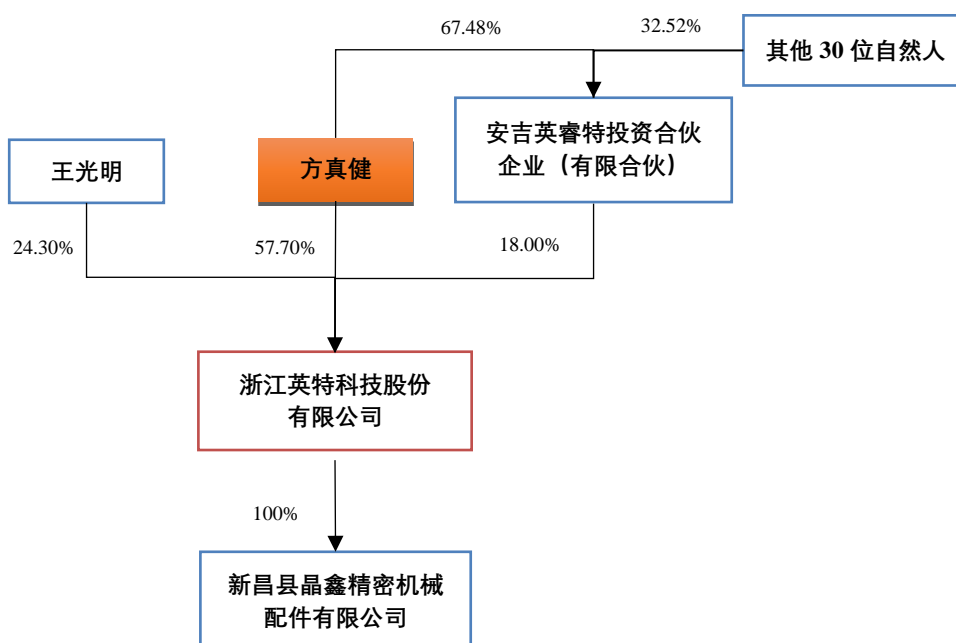 67.48%
32.52%
其他 30 位自然人
安吉英睿特投资合伙
企业（有限合伙）
王光明
方真健
24.30%
57.70%
18.00%
浙江英特科技股份
有限公司
100%
新昌县晶鑫精密机械
配件有限公司